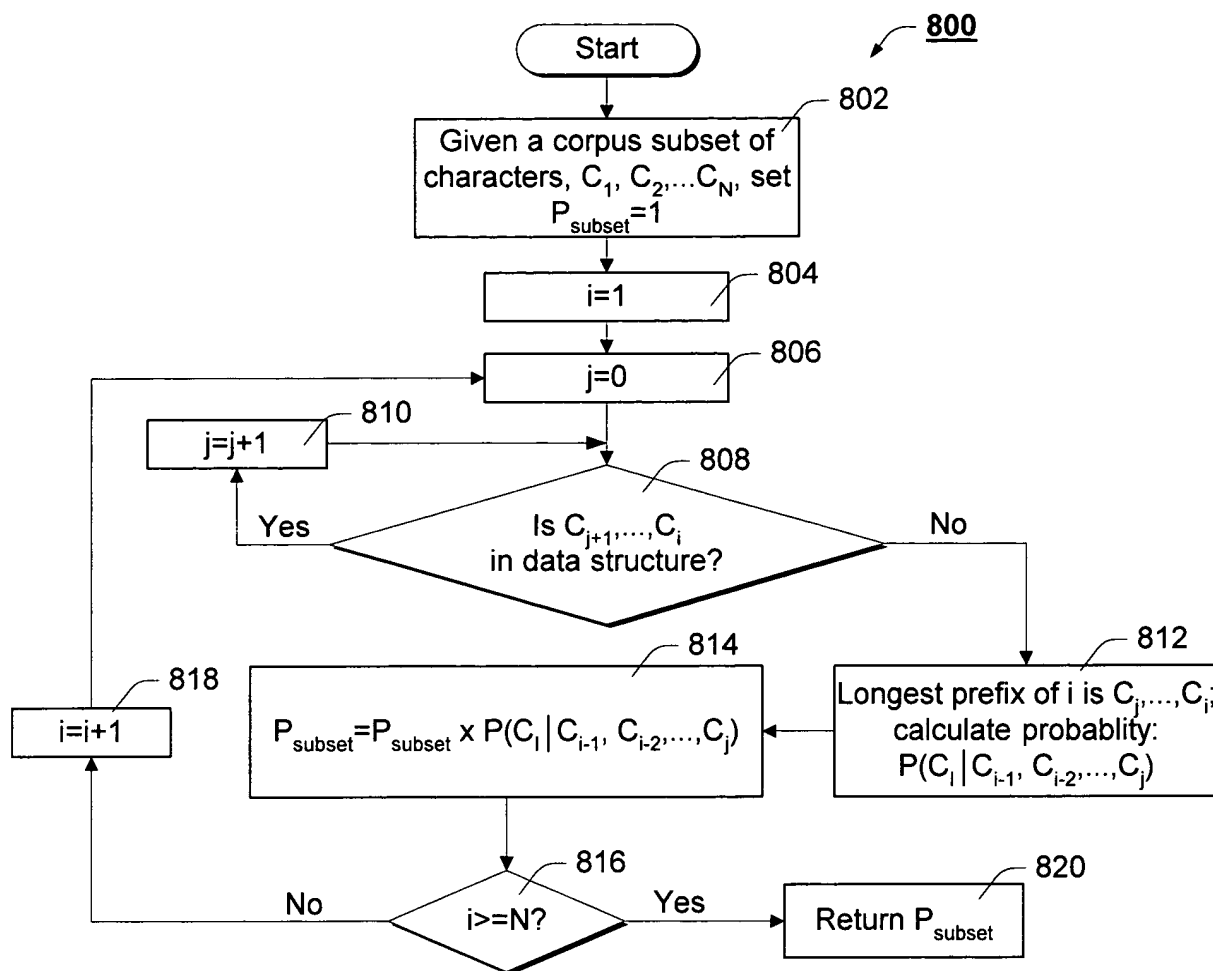 800
Start
802
Given a corpus subset of
characters, C1, C2,...CN, set
Psubset=1
804
i=1
806
j=0
810
j=j+1
808
Yes
Is Cj+1,...,Ci
in data structure?
No
814
Psubset=Psubset x P(Cl|Ci-1, Ci-2,...,Cj)
812
Longest prefix of i is Cj,...,Ci;
calculate probablity:
P(Cl|Ci-1, Ci-2,...,Cj)
818
i=i+1
816
No
i>=N?
Yes
820
Return Psubset